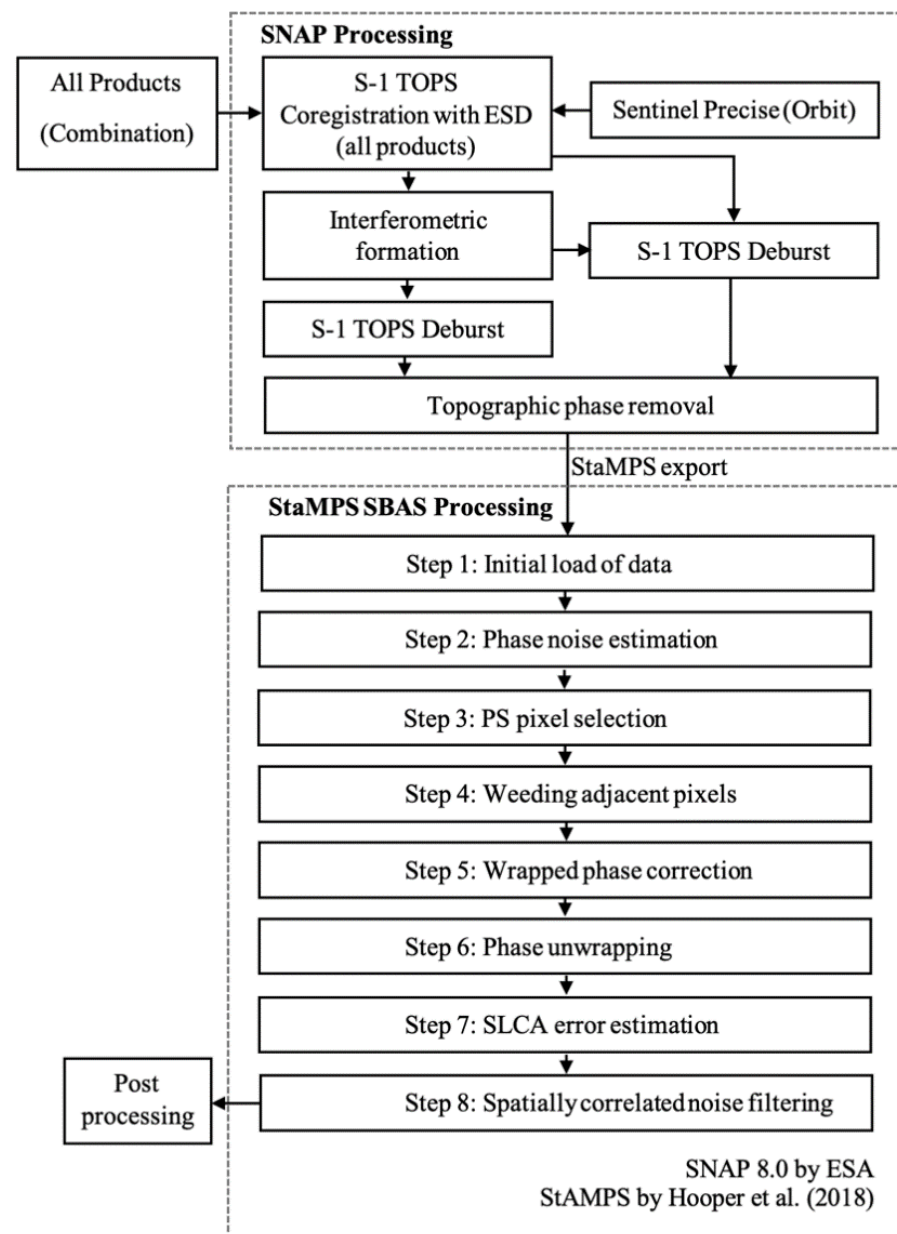 SNAP Processing
All Products
(Combination)
S-1 TOPS
Coregistration with ESD
(all products)
Sentinel Precise (Orbit)
Interferometric
formation
S-1 TOPS Deburst
S-1 TOPS Deburst
Topographic phase removal
StaMPS export
StaMPS SBAS Processing
Step 1: Initial load of data
Step 2: Phase noise estimation
Step 3: PS pixel selection
Step 4: Weeding adjacent pixels
Step 5: Wrapped phase correction
Step 6: Phase unwrapping
Step 7: SLCA error estimation
Step 8: Spatially correlated noise filtering
Post
processing
SNAP 8.0 by ESA
StAMPS by Hooper et al. (2018)